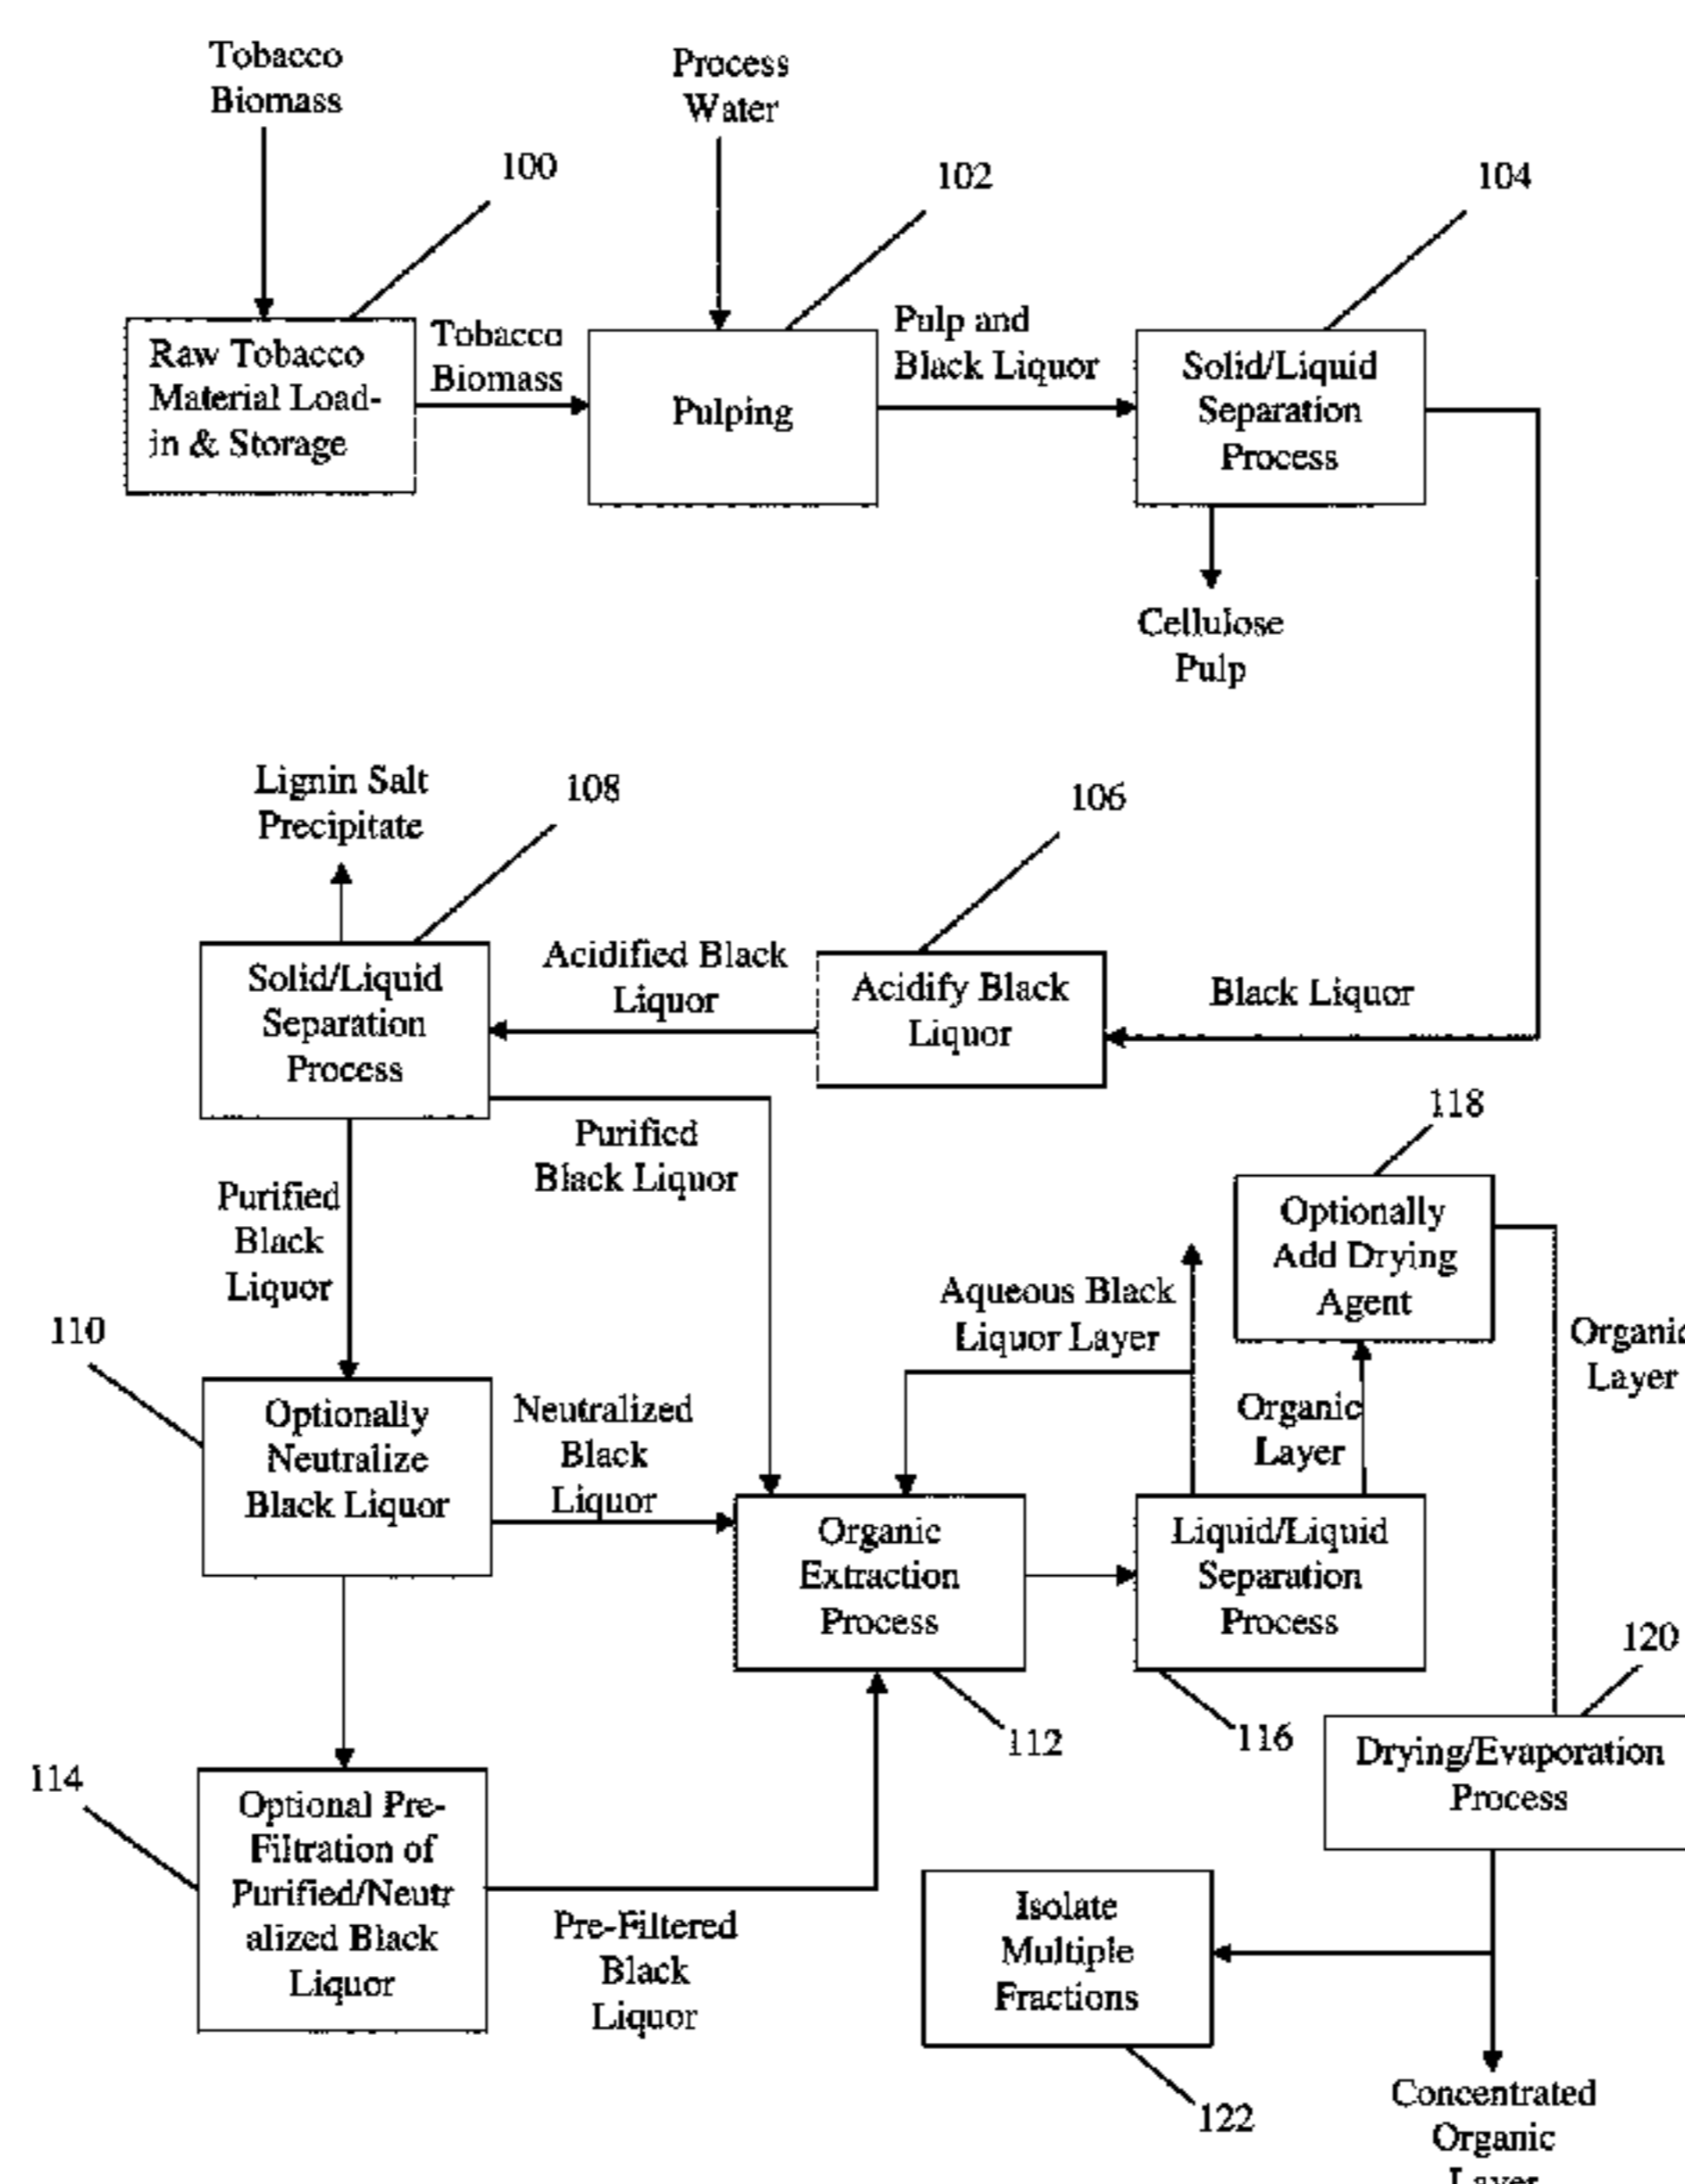 Tobacco
Biomass
Process
Water
100
102
104
Raw Tobacco
Material Load-
in & Storage
Tobacco
Biomass
Pulping
Pulp and
Black Liquor
Solid/Liquid
Separation
Process
Cellulose
Pulp
Lignin Salt
Precipitate
108
106
Solid/Liquid
Separation
Process
Acidified Black
Liquor
Acidify Black
Liquor
Black Liquor
Purified
Black Liquor
118
Purified
Black
Liquor
Optionally
Add Drying
Agent
Aqueous Black
Liquor Layer
Organic
Layer
110
Optionally
Neutralize
Black Liquor
Neutralized
Black
Liquor
Organic
Layer
Organic
Extraction
Process
Liquid/Liquid
Separation
Process
120
112
116
Drying/Evaporation
Process
114
Optional Pre-
Filtration of
Purified/Neutr
alized Black
Liquor
Pre-Filtered
Black
Liquor
Isolate
Multiple
Fractions
122
Concentrated
Organic
Layer